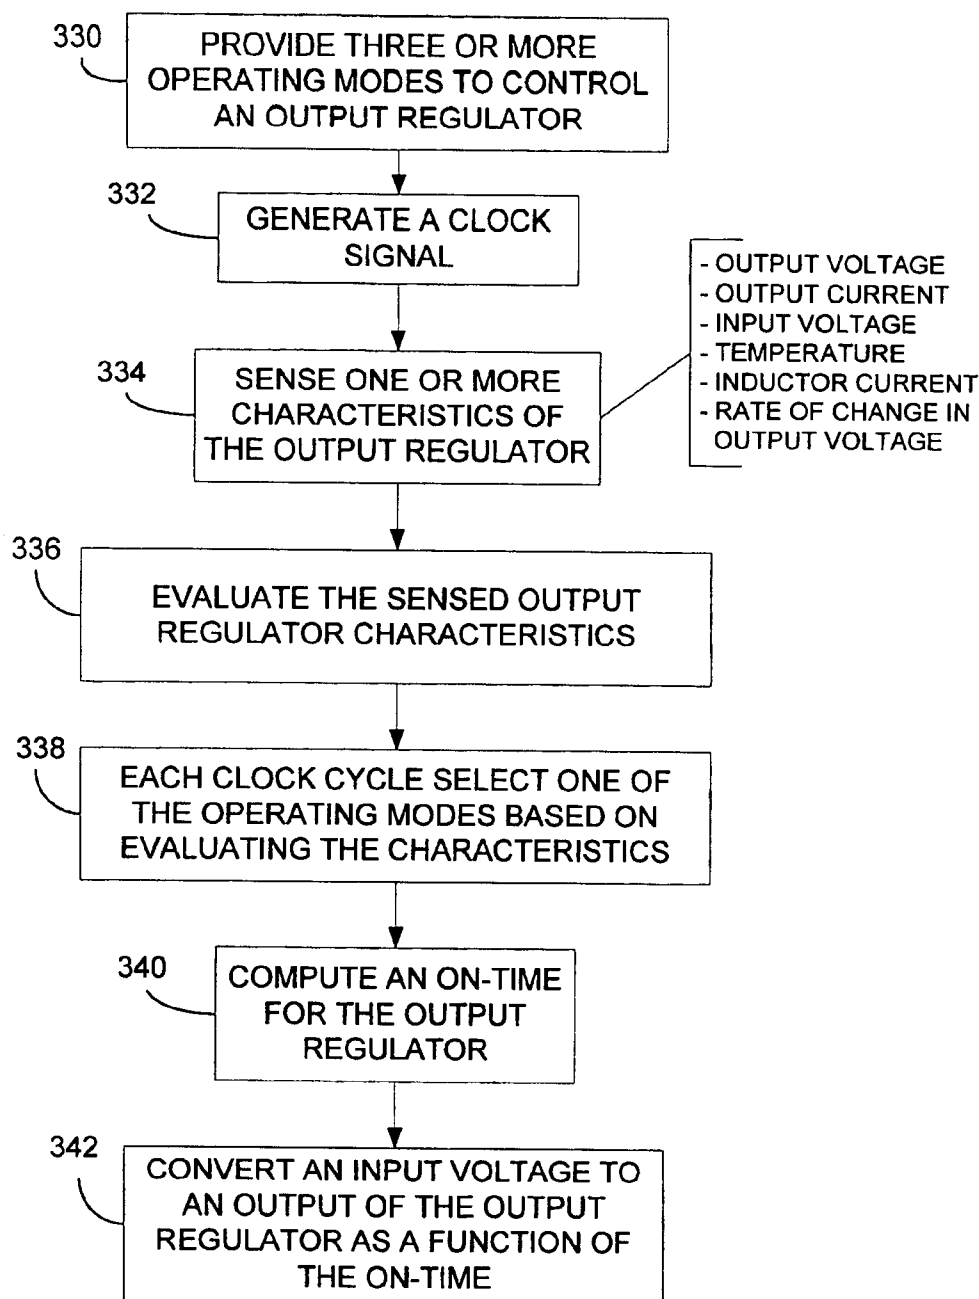 330
PROVIDE THREE OR MORE
OPERATING MODES TO CONTROL
AN OUTPUT REGULATOR
332
GENERATE A CLOCK
SIGNAL
334
SENSE ONE OR MORE
CHARACTERISTICS OF
THE OUTPUT REGULATOR
- OUTPUT VOLTAGE
- OUTPUT CURRENT
- INPUT VOLTAGE
- TEMPERATURE
- INDUCTOR CURRENT
- RATE OF CHANGE IN
OUTPUT VOLTAGE
336
EVALUATE THE SENSED OUTPUT
REGULATOR CHARACTERISTICS
338
EACH CLOCK CYCLE SELECT ONE OF
THE OPERATING MODES BASED ON
EVALUATING THE CHARACTERISTICS
340
COMPUTE AN ON-TIME
FOR THE OUTPUT
REGULATOR
342
CONVERT AN INPUT VOLTAGE TO
AN OUTPUT OF THE OUTPUT
REGULATOR AS A FUNCTION OF
THE ON-TIME